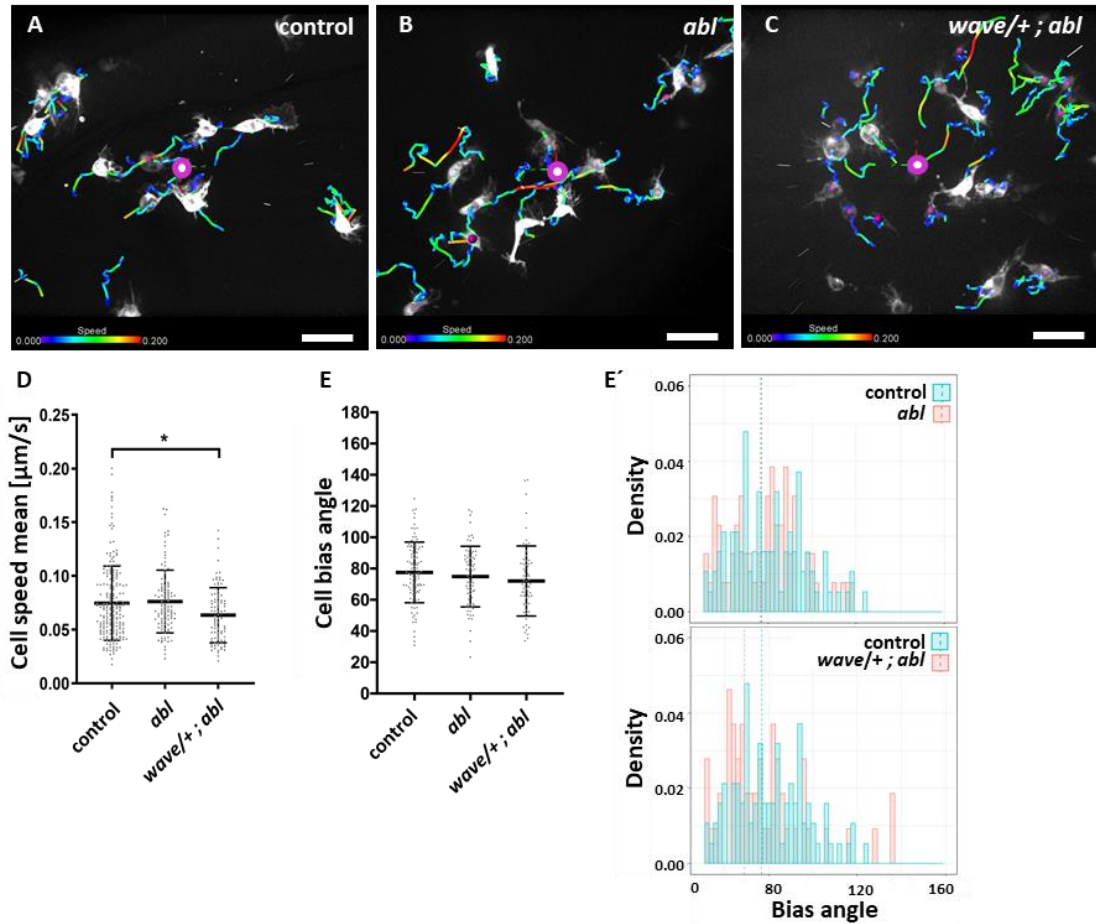 A control
B abl
C wave/+ ; abl
Speed
0.000 0.200
Speed
0.000 0.200
Speed
0.000 0.200
D
Cell speed mean [µm/s]
0.25
0.20
0.15
0.10
0.05
0.00
*
control
abl
wave/+ ; abl
E
Cell bias angle
180
160
140
120
100
80
60
40
20
0
control
abl
wave/+ ; abl
E´
Density
0.06
0.04
0.02
0.00
control
abl
Density
0.06
0.04
0.02
0.00
control
wave/+ ; abl
0 80 120 160
Bias angle